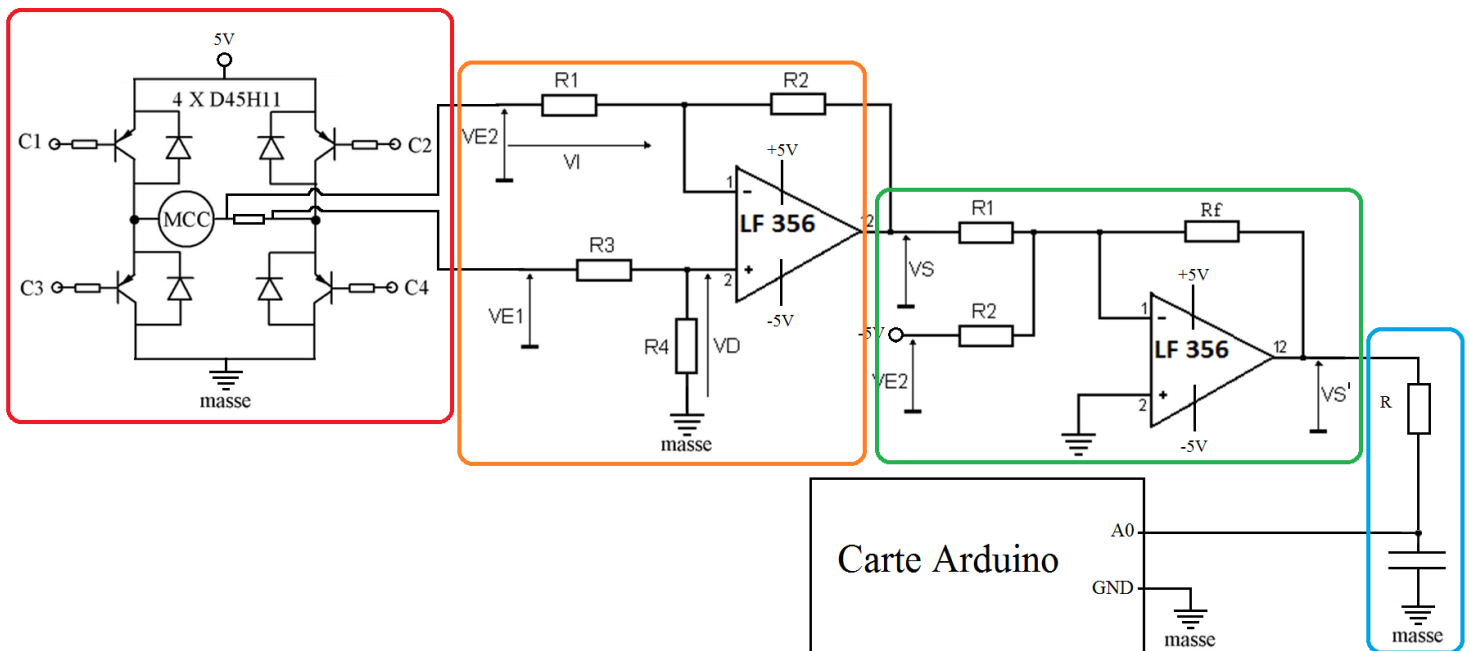 5V
4 X D45H11
C1
C2
MCC
C3
C4
masse
R1
R2
VE2
VI
+5V
1
-
LF 356
12
R3
+
2
VE1
R4
VD
-5V
masse
R1
Rf
VS
R2
-5V
VE2
+5V
1
-
LF 356
12
+
2
-5V
VS'
R
masse
Carte Arduino
A0
GND
masse